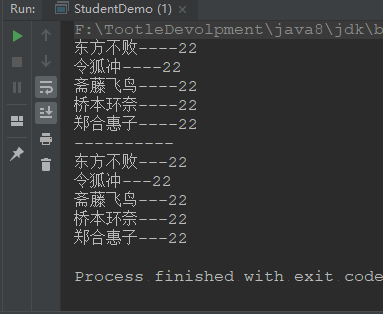 Run: StudentDemo (1) ×
F:\TootleDevolpment\java8\jdk\b
东方不败----22
令狐冲----22
斋藤飞鸟----22
桥本环奈----22
郑合惠子----22
----------
东方不败---22
令狐冲---22
斋藤飞鸟---22
桥本环奈---22
郑合惠子---22
Process finished with exit code